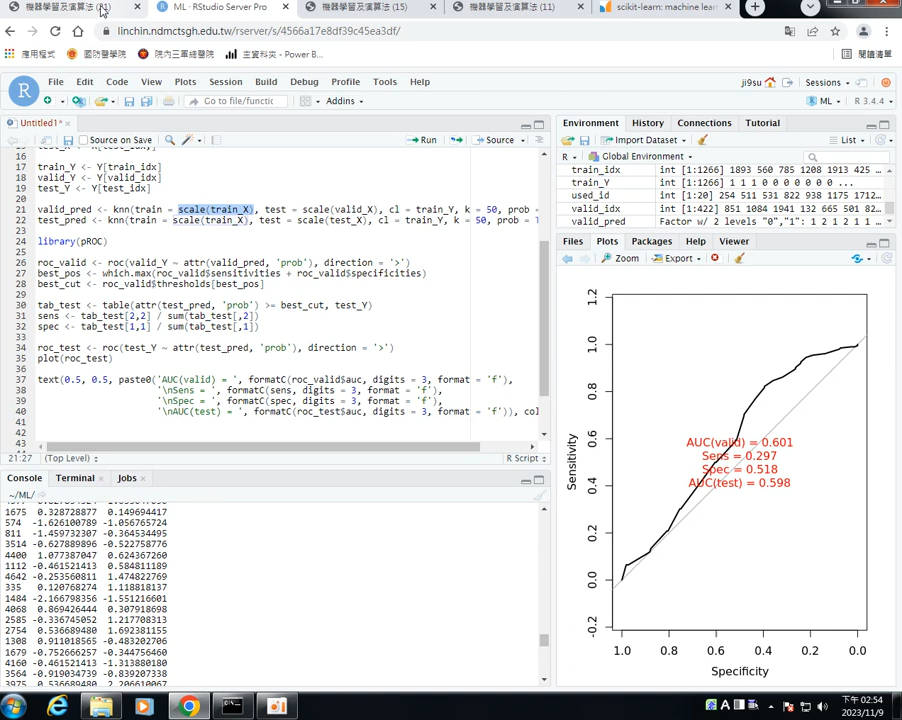 機器學習及演算法 (11)
ML · RStudio Server Pro
機器學習及演算法 (15)
機器學習及演算法 (11)
scikit-learn: machine lear
linchin.ndmctsgh.edu.tw/rserver/s/4566a17e8df39c45ea3df/
應用程式
國防醫學院
院內三軍總醫院
主資料夾 - Power B...
閱讀清單
File Edit Code View Plots Session Build Debug Profile Tools Help
ji9su
Sessions
Go to file/functic
Addins
ML
R 3.4.4
Untitled1*
Source on Save
Run
Source
16
17 train_Y <- Y[train_idx]
18 valid_Y <- Y[valid_idx]
19 test_Y <- Y[test_idx]
20
21 valid_pred <- knn(train = scale(train_X), test = scale(valid_X), cl = train_Y, k = 50, prob =
22 test_pred <- knn(train = scale(train_X), test = scale(test_X), cl = train_Y, k = 50, prob = T
23
24 library(pROC)
25
26 roc_valid <- roc(valid_Y ~ attr(valid_pred, 'prob'), direction = '>')
27 best_pos <- which.max(roc_valid$sensitivities + roc_valid$specificities)
28 best_cut <- roc_valid$thresholds[best_pos]
29
30 tab_test <- table(attr(test_pred, 'prob') >= best_cut, test_Y)
31 sens <- tab_test[2,2] / sum(tab_test[,2])
32 spec <- tab_test[1,1] / sum(tab_test[,1])
33
34 roc_test <- roc(test_Y ~ attr(test_pred, 'prob'), direction = '>')
35 plot(roc_test)
36
37 text(0.5, 0.5, paste0('AUC(valid) = ', formatC(roc_valid$auc, digits = 3, format = 'f'),
38 '\nSens = ', formatC(sens, digits = 3, format = 'f'),
39 '\nSpec = ', formatC(spec, digits = 3, format = 'f'),
40 '\nAUC(test) = ', formatC(roc_test$auc, digits = 3, format = 'f')), col
41
42
43
21:27
(Top Level)
R Script
Console
Terminal
Jobs
~/ML/
1675 0.328728877 0.149694417
574 -1.626100789 -1.056765724
811 -1.459732307 -0.364534495
3514 -0.627889896 -0.522758776
4400 1.077387047 0.624367260
1112 -0.461521413 0.584811189
4642 -0.253560811 1.474822769
335 0.120768274 1.118818137
1484 -2.166798356 -1.551216601
4068 0.869426444 0.307918698
2585 -0.336745052 1.217708313
2754 0.536689480 1.692381155
1308 0.911018565 -0.483202706
1679 -0.752666257 -0.344756460
4160 -0.461521413 -1.313880180
3564 -0.919034739 -0.839207338
3975 0.536689480 2.206610067
Environment
History
Connections
Tutorial
Import Dataset
List
R
Global Environment
train_idx int [1:1266] 1893 560 785 1208 1913 425 ...
train_Y 1 1 1 0 0 0 0 0 0 ...
used_id int [1:20] 254 511 531 822 938 1175 1712...
valid_idx int [1:422] 851 1084 1941 132 665 501 82...
valid_pred Factor w/ 2 levels "0","1": 1 2 1 2 1 1
Files
Plots
Packages
Help
Viewer
Zoom
Export
1.2
1.0
0.8
0.6
0.4
0.2
0.0
-0.2
Sensitivity
AUC(valid) = 0.601
Sens = 0.297
Spec = 0.518
AUC(test) = 0.598
1.0 0.8 0.6 0.4 0.2 0.0
Specificity
下午 02:54
2023/11/9